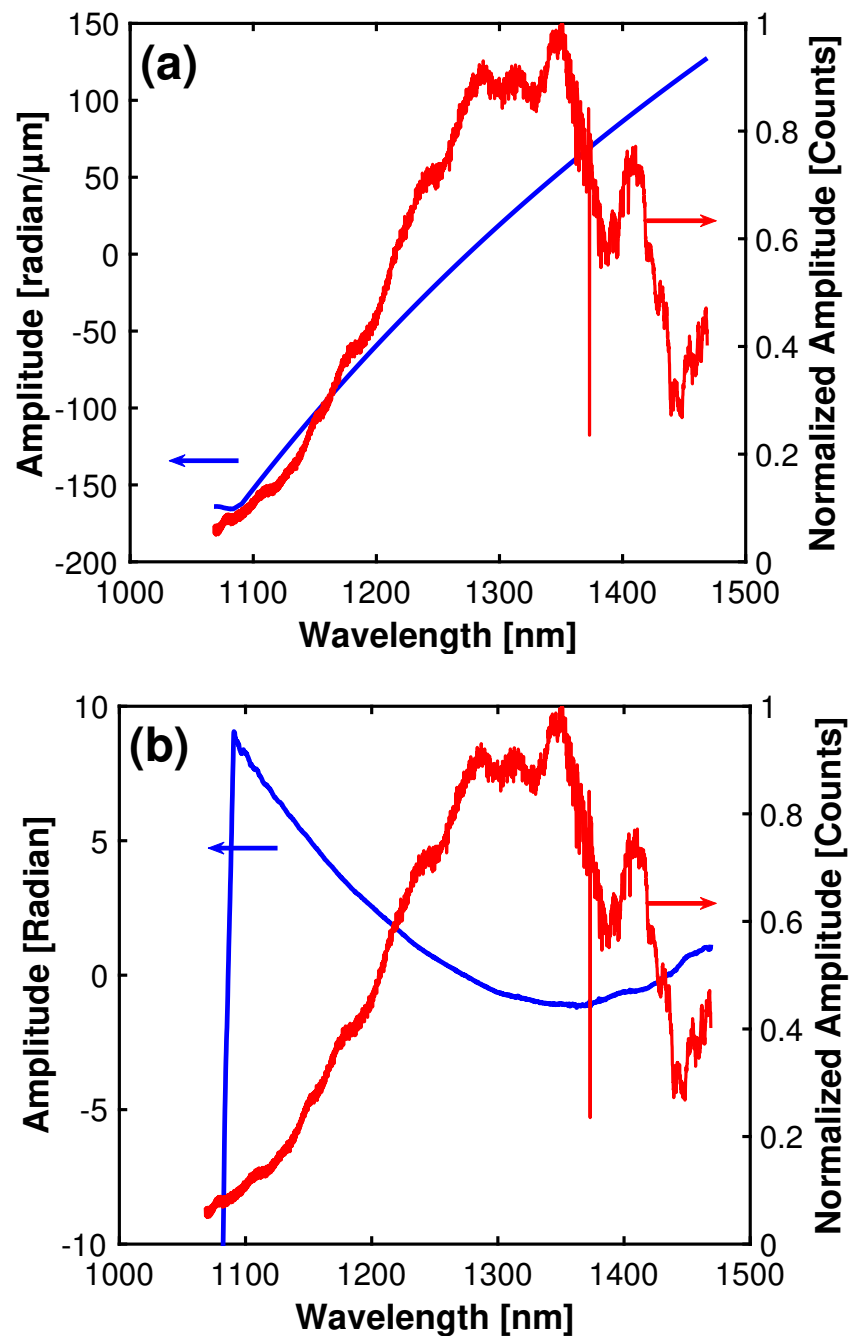 (a)
Amplitude [radian/μm]
150
100
50
0
-50
-100
-150
-200
1
0.8
0.6
0.4
0.2
0
Normalized Amplitude [Counts]
1000 1100 1200 1300 1400 1500
Wavelength [nm]
(b)
Amplitude [Radian]
10
5
0
-5
-10
1
0.8
0.6
0.4
0.2
0
Normalized Amplitude [Counts]
1000 1100 1200 1300 1400 1500
Wavelength [nm]